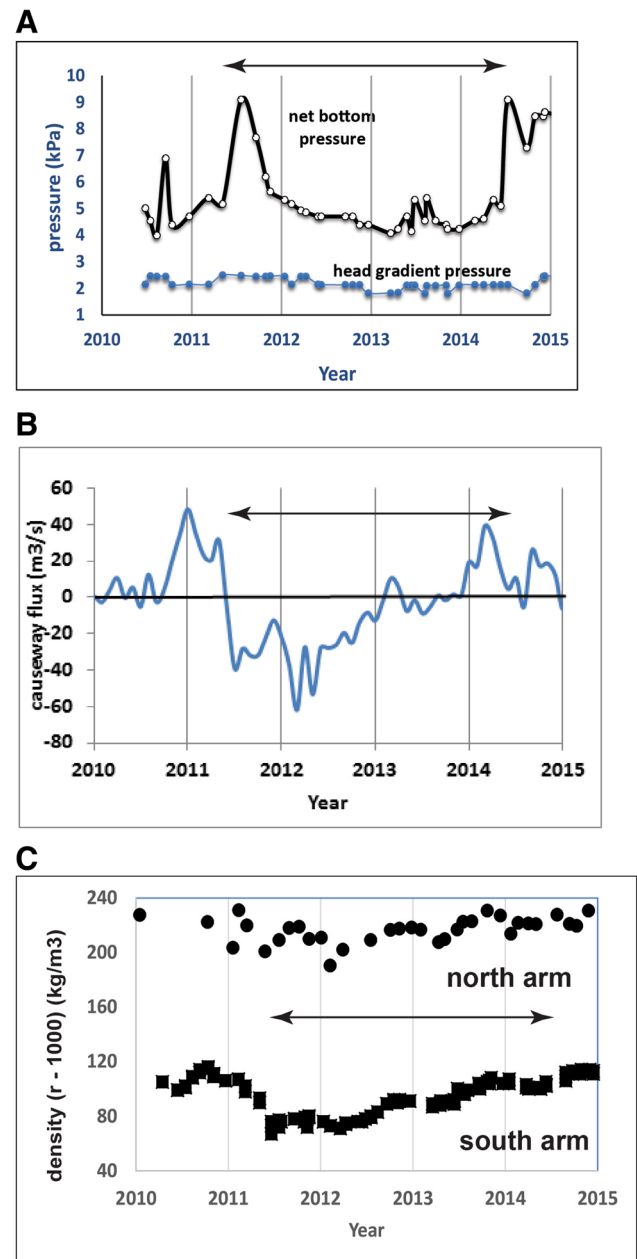 A
10
9
8
7
6
5
4
3
2
1
pressure (kPa)
net bottom
pressure
head gradient pressure
2010 2011 2012 2013 2014 2015
Year
B
60
40
20
0
-20
-40
-60
-80
causeway flux (m3/s)
2010 2011 2012 2013 2014 2015
Year
C
240
200
160
120
80
40
density (r - 1000) (kg/m3)
north arm
south arm
2010 2011 2012 2013 2014 2015
Year